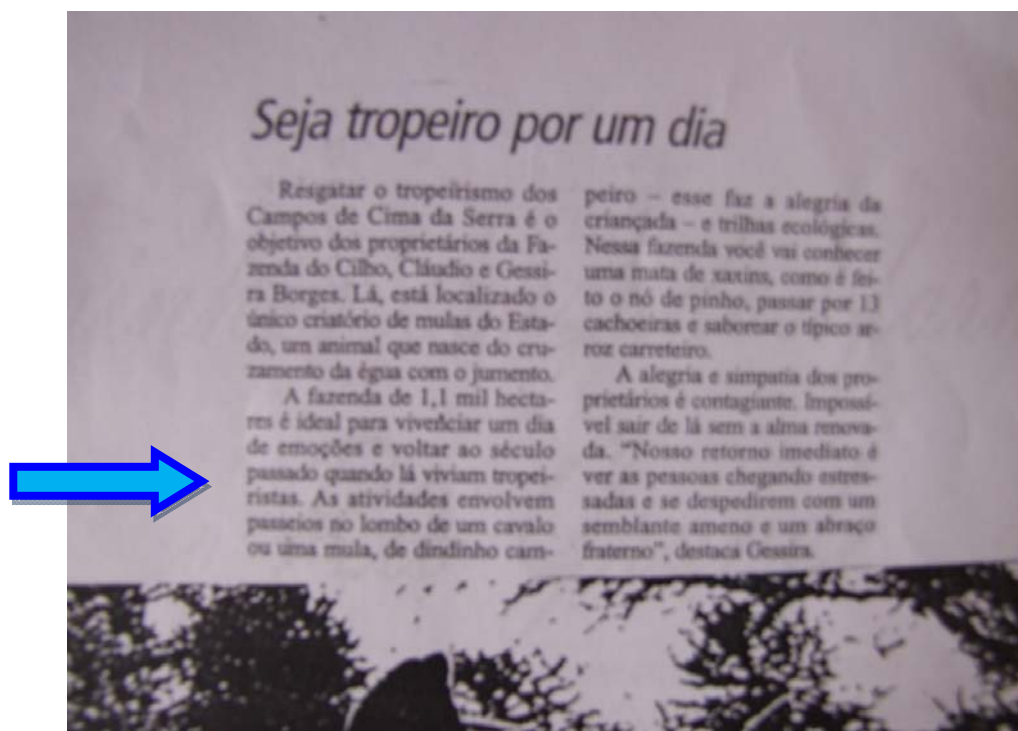 Seja tropeiro por um dia
Resgatar o tropeirismo dos
Campos de Cima da Serra é o
objetivo dos proprietários da Fa-
zenda do Cilho, Cláudio e Gessi-
ra Borges. Lá, está localizado o
único criatório de mulas do Esta-
do, um animal que nasce do cru-
zamento da égua com o jumento.
A fazenda de 1,1 mil hecta-
res é ideal para vivenciar um dia
de emoções e voltar ao século
passado quando lá viviam tropei-
ristas. As atividades envolvem
passeios no lombo de um cavalo
ou uma mula, de dindinho cam-
peiro – esse faz a alegria da
criançada – e trilhas ecológicas.
Nessa fazenda você vai conhecer
uma mata de xaxins, como é fei-
to o nó de pinho, passar por 13
cachoeiras e saborear o típico ar-
roz carreteiro.
A alegria e simpatia dos pro-
prietários é contagiante. Impossí-
vel sair de lá sem a alma renova-
da. “Nosso retorno imediato é
ver as pessoas chegando estres-
sadas e se despedirem com um
semblante ameno e um abraço
fraterno”, destaca Gessira.